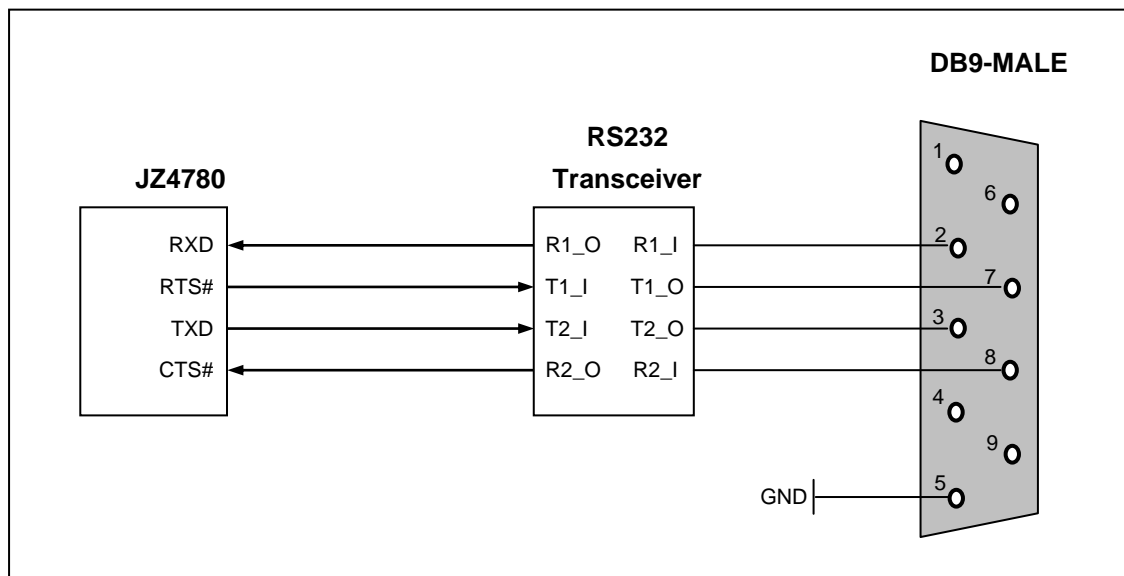 DB9-MALE
RS232
Transceiver
JZ4780
1
6
RXD
R1_O
R1_I
2
RTS#
T1_I
T1_O
7
TXD
T2_I
T2_O
3
CTS#
R2_O
R2_I
8
4
9
GND
5